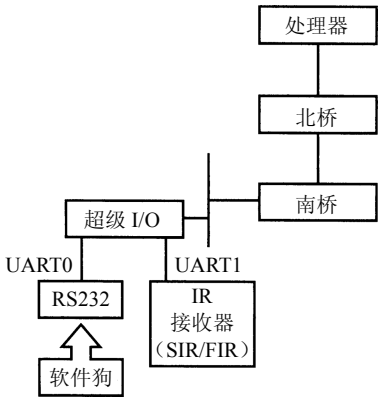 处理器
北桥
南桥
超级 I/O
UART0
UART1
RS232
IR
接收器
（SIR/FIR）
软件狗